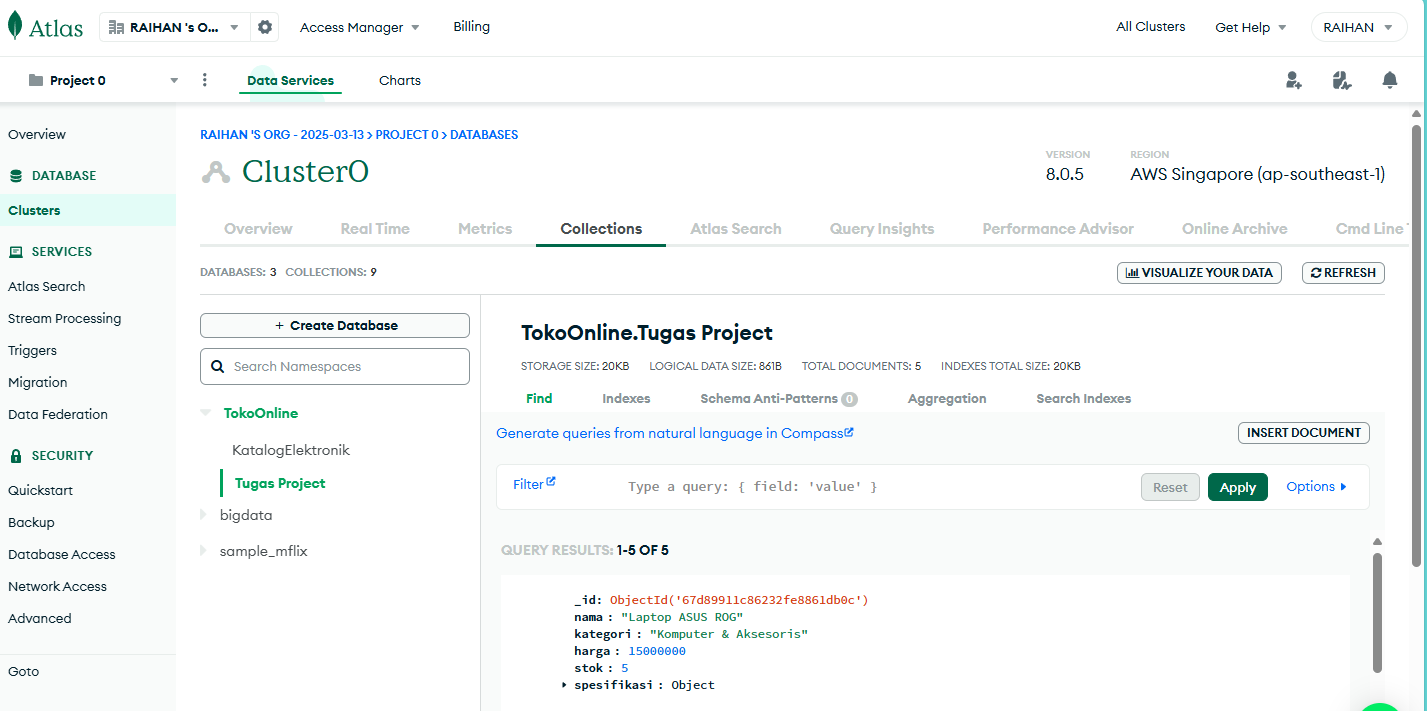 Atlas
RAIHAN 'S O...
Access Manager
Billing
All Clusters
Get Help
RAIHAN
Project 0
Data Services
Charts
Overview
DATABASE
Clusters
SERVICES
Atlas Search
Stream Processing
Triggers
Migration
Data Federation
SECURITY
Quickstart
Backup
Database Access
Network Access
Advanced
Goto
RAIHAN 'S ORG - 2025-03-13 > PROJECT 0 > DATABASES
Cluster0
VERSION
8.0.5
REGION
AWS Singapore (ap-southeast-1)
Overview
Real Time
Metrics
Collections
Atlas Search
Query Insights
Performance Advisor
Online Archive
Cmd Line
DATABASES: 3 COLLECTIONS: 9
VISUALIZE YOUR DATA
REFRESH
+ Create Database
Search Namespaces
TokoOnline
KatalogElektronik
Tugas Project
bigdata
sample_mflix
TokoOnline.Tugas Project
STORAGE SIZE: 20KB LOGICAL DATA SIZE: 861B TOTAL DOCUMENTS: 5 INDEXES TOTAL SIZE: 20KB
Find
Indexes
Schema Anti-Patterns 0
Aggregation
Search Indexes
Generate queries from natural language in Compass
INSERT DOCUMENT
Filter
Type a query: { field: 'value' }
Reset
Apply
Options
QUERY RESULTS: 1-5 OF 5
_id: ObjectId('67d89911c86232fe8861db0c')
nama : "Laptop ASUS ROG"
kategori : "Komputer & Aksesoris"
harga : 15000000
stok : 5
spesifikasi : Object